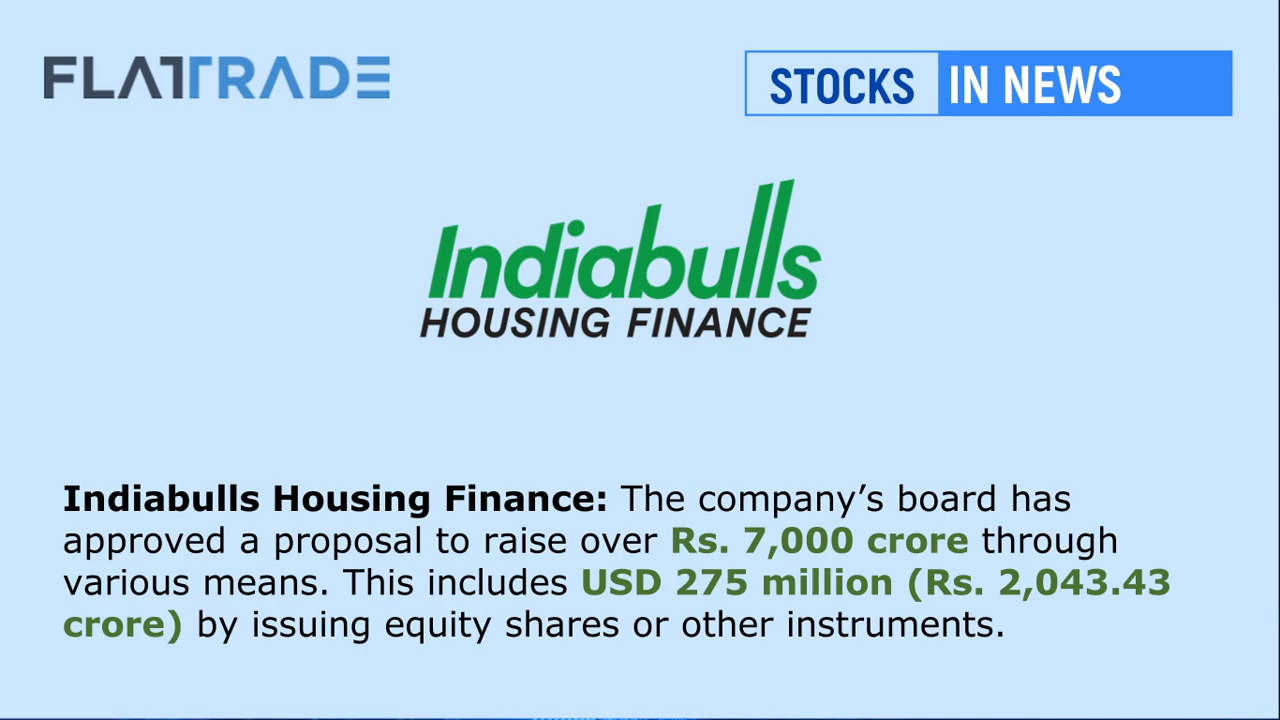 FLATTRADE
STOCKS IN NEWS
Indiabulls
HOUSING FINANCE
Indiabulls Housing Finance: The company’s board has
approved a proposal to raise over Rs. 7,000 crore through
various means. This includes USD 275 million (Rs. 2,043.43
crore) by issuing equity shares or other instruments.